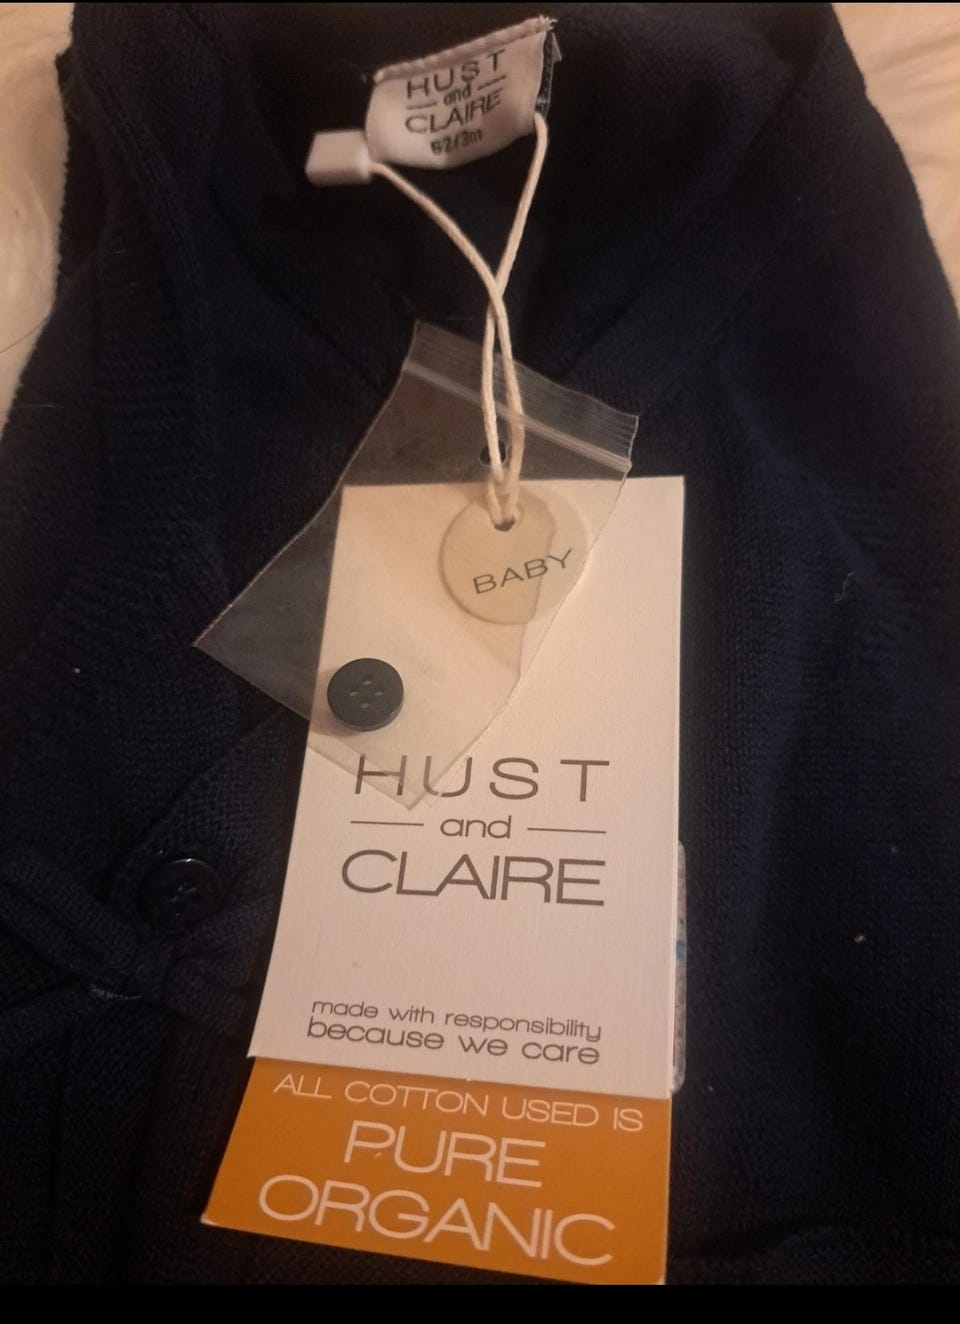 HUST
and
CLAIRE
62/3m
BABY
HUST
and
CLAIRE
made with responsibility
because we care
ALL COTTON USED IS
PURE
ORGANIC